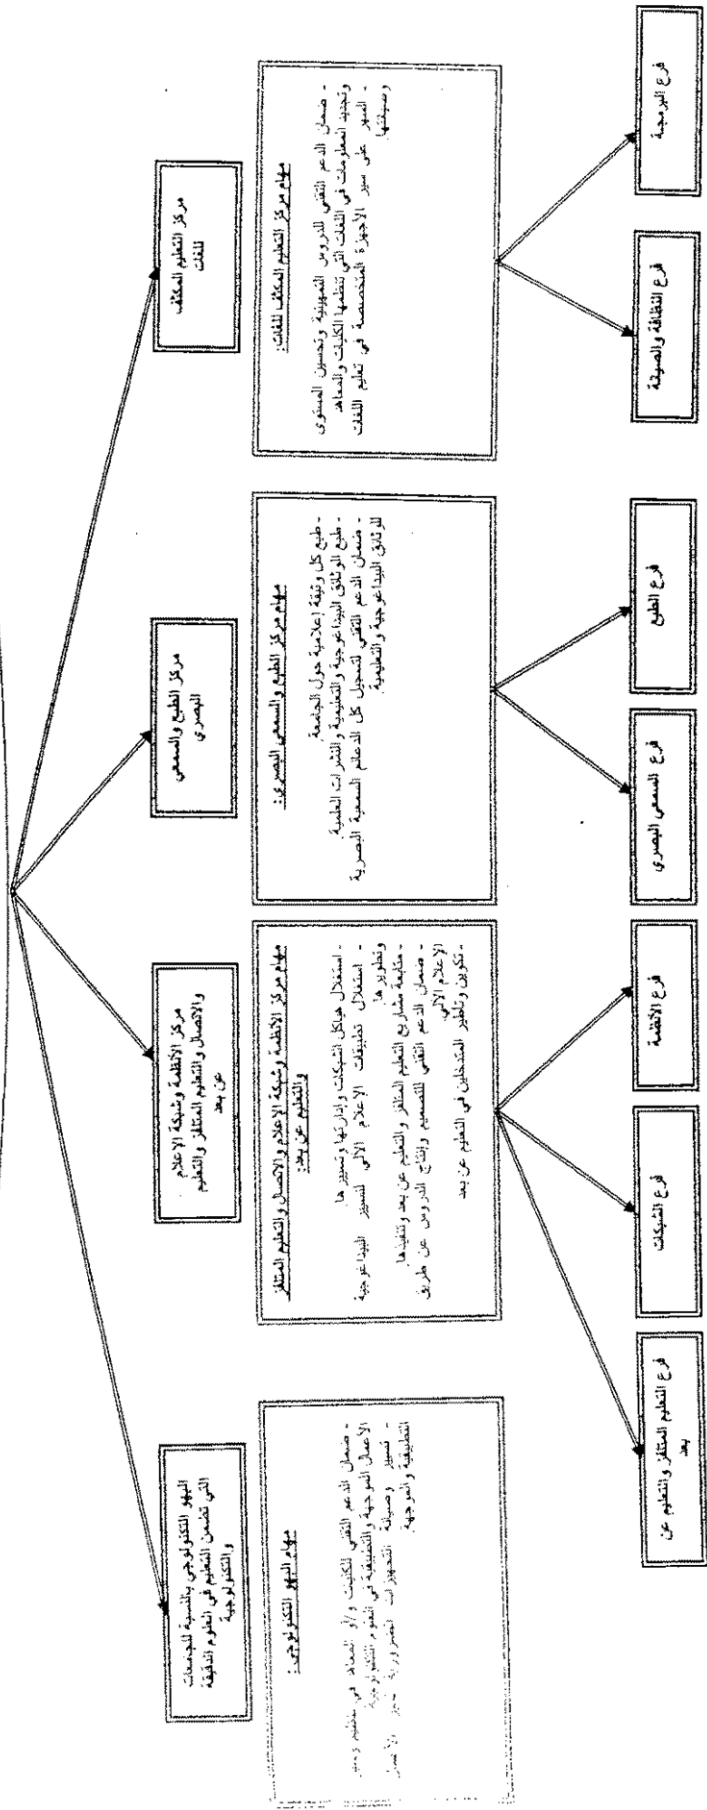 مركز التعليم المكثف
للغات
مهام مركز التعليم المكثف للغات:
- ضمان الدعم التقني للدروس التمهيدية وتحسين المستوى
وتجديد المعلومات في اللغات التي تنظمها الكليات والمعاهد
- السهر على سير الأجهزة المتخصصة في تعليم اللغات
وصيانتها.
فرع البرمجة
فرع النظافة والصيانة
مركز الطبع والسمعي
البصري
مهام مركز الطبع والسمعي البصري:
- طبع كل وثيقة إعلامية حول الجامعة.
- طبع الوثائق البيداغوجية والتعليمية والنشرات العلمية.
- ضمان الدعم التقني لتسجيل كل الدعائم السمعية البصرية
للوثائق البيداغوجية والتعليمية.
فرع الطبع
فرع السمعي البصري
مركز الأنظمة وشبكة الإعلام
والاتصال والتعليم المتلفز والتعليم
عن بعد
مهام مركز الأنظمة وشبكة الإعلام والاتصال والتعليم المتلفز
والتعليم عن بعد:
- استغلال هياكل الشبكات وإدارتها وتسييرها.
- استغلال تطبيقات الإعلام الآلي لتسيير البيداغوجية
وتطويرها.
- متابعة مشاريع التعليم المتلفز والتعليم عن بعد وتنفيذها.
- ضمان الدعم التقني للتصميم وإنتاج الدروس عن طريق
الإعلام الآلي.
- تكوين وتأطير المتدخلين في التعليم عن بعد
فرع الأنظمة
فرع الشبكات
فرع التعليم المتلفز والتعليم عن
بعد
البهو التكنولوجي بالنسبة للجامعات
التي تضمن التعليم في العلوم الدقيقة
والتكنولوجية
مهام البهو التكنولوجي:
- ضمان الدعم التقني للكليات و/أو المعاهد في تنظيم وسير
الأعمال الموجهة والتطبيقية في العلوم التكنولوجية
- تسيير وصيانة التجهيزات الضرورية لسير الأعمال
التطبيقية والموجهة